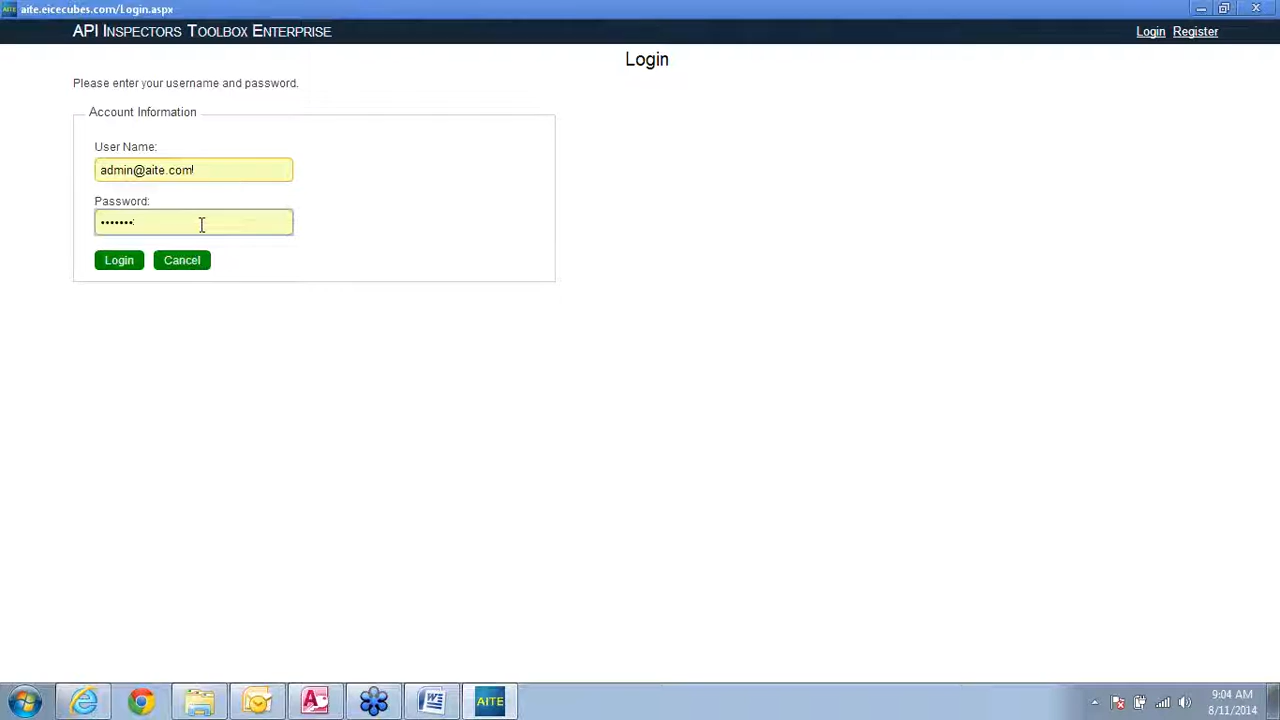 aite.eicecubes.com/Login.aspx
API INSPECTORS TOOLBOX ENTERPRISE
Login Register
Login
Please enter your username and password.
Account Information
User Name:
admin@aite.com
Password:
Login Cancel
AITE
9:04 AM
8/11/2014